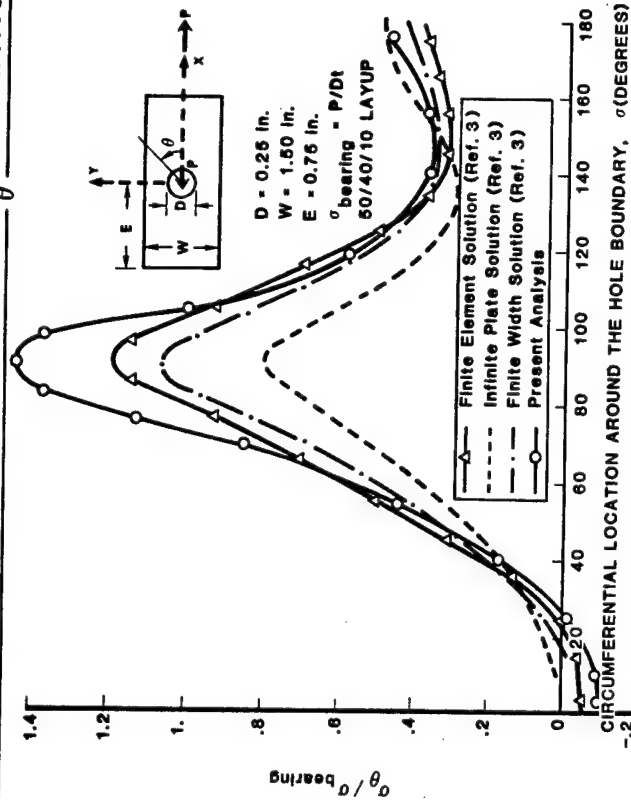 θ
Y
X
P
E
W
D
θ
P
D = 0.25 in.
W = 1.50 in.
E = 0.75 in.
σ bearing = P/Dt
50/40/10 LAYUP
Finite Element Solution (Ref. 3)
Infinite Plate Solution (Ref. 3)
Finite Width Solution (Ref. 3)
Present Analysis
1.4
1.2
1.
.8
.6
.4
.2
0
-.2
σθ / σbearing
20
40
60
80
100
120
140
160
180
CIRCUMFERENTIAL LOCATION AROUND THE HOLE BOUNDARY, σ(DEGREES)